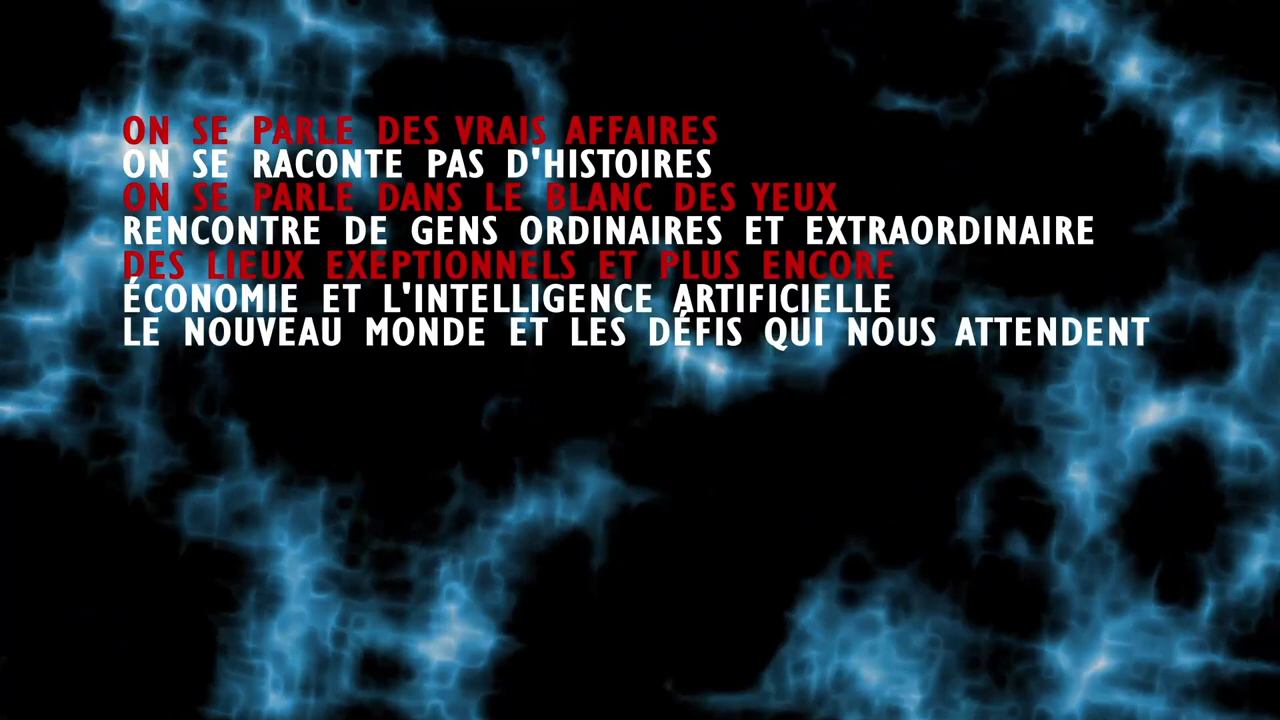 ON SE PARLE DES VRAIS AFFAIRES
ON SE RACONTE PAS D'HISTOIRES
ON SE PARLE DANS LE BLANC DES YEUX
RENCONTRE DE GENS ORDINAIRES ET EXTRAORDINAIRE
DES LIEUX EXEPTIONNELS ET PLUS ENCORE
ÉCONOMIE ET L'INTELLIGENCE ARTIFICIELLE
LE NOUVEAU MONDE ET LES DÉFIS QUI NOUS ATTENDENT